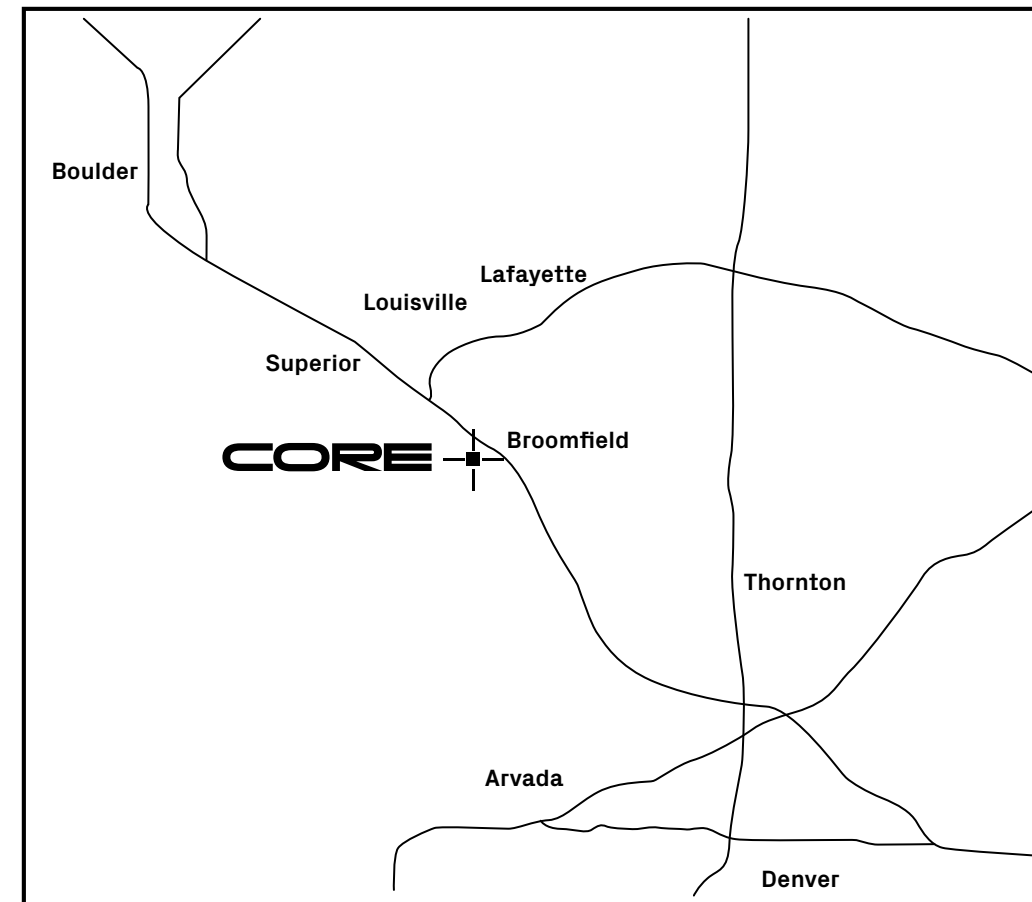 Boulder
Lafayette
Louisville
Superior
Broomfield
CORE
Thornton
Arvada
Denver